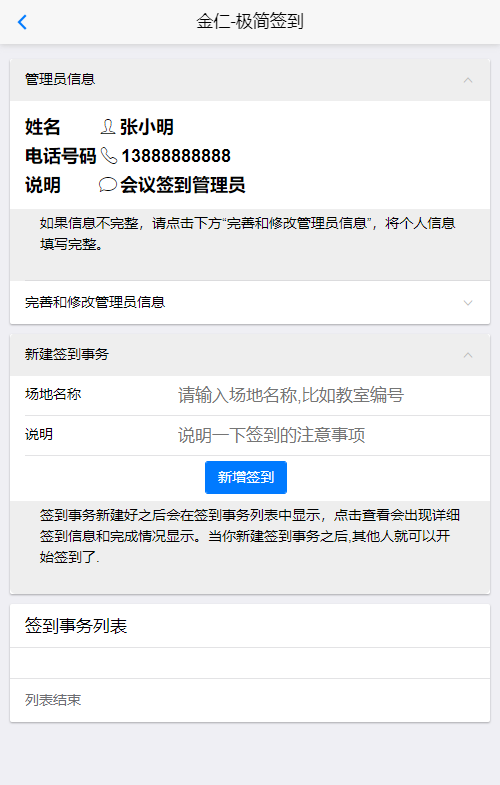 金仁-极简签到
管理员信息
姓名 张小明
电话号码 13888888888
说明 会议签到管理员
如果信息不完整，请点击下方“完善和修改管理员信息”，将个人信息
填写完整。
完善和修改管理员信息
新建签到事务
场地名称 请输入场地名称,比如教室编号
说明 说明一下签到的注意事项
新增签到
签到事务新建好之后会在签到事务列表中显示，点击查看会出现详细
签到信息和完成情况显示。当你新建签到事务之后,其他人就可以开
始签到了.
签到事务列表
列表结束